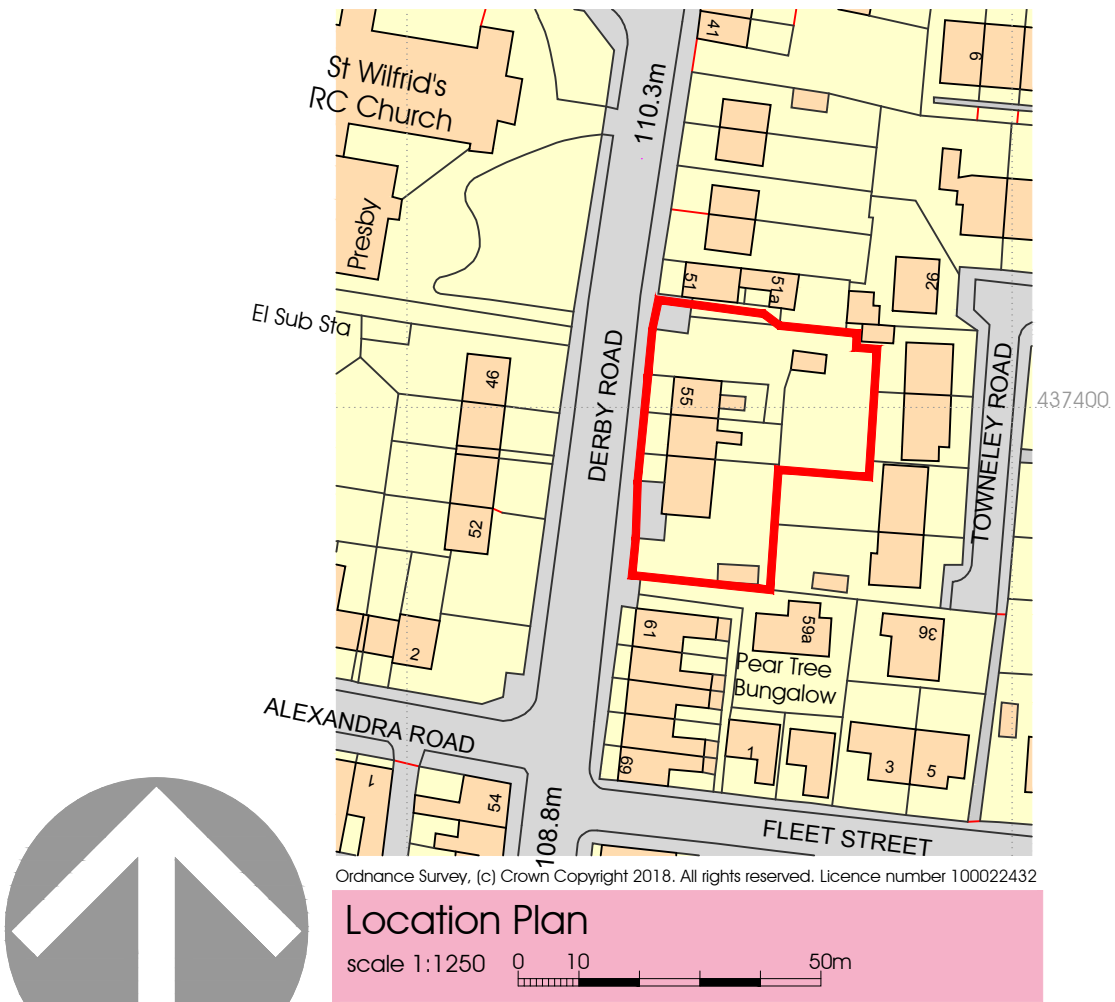 41
6
St Wilfrid's
RC Church
110.3m
Presby
26
51
51a
El Sub Sta
DERBY ROAD
46
55
TOWNELEY ROAD
437400
52
61
59a
36
2
Pear Tree
Bungalow
ALEXANDRA ROAD
69
1
3
5
1
54
108.8m
FLEET STREET
Ordnance Survey, (c) Crown Copyright 2018. All rights reserved. Licence number 100022432
Location Plan
scale 1:1250
0 10 50m